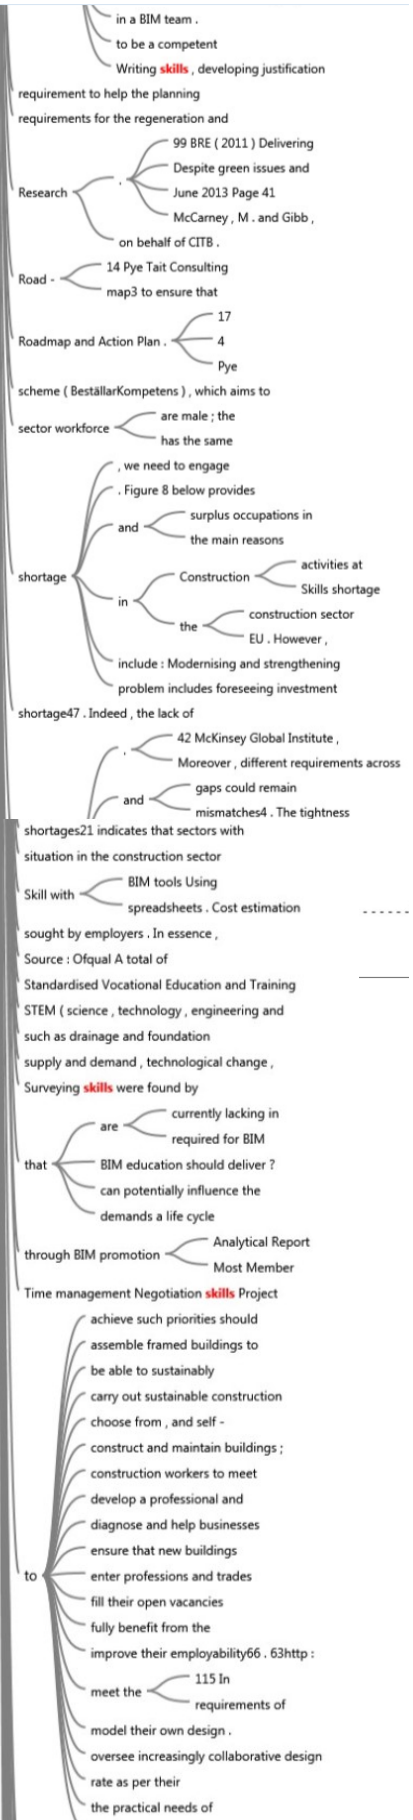 in a BIM team .
to be a competent
Writing skills , developing justification
requirement to help the planning
requirements for the regeneration and
Research
.
99 BRE ( 2011 ) Delivering
Despite green issues and
June 2013 Page 41
McCarney , M . and Gibb ,
on behalf of CITB .
Road -
14 Pye Tait Consulting
map3 to ensure that
Roadmap and Action Plan .
17
4
Pye
scheme ( BeställarKompetens ) , which aims to
sector workforce
are male ; the
has the same
shortage
, we need to engage
. Figure 8 below provides
and
surplus occupations in
the main reasons
in
Construction
activities at
Skills shortage
the
construction sector
EU . However ,
include : Modernising and strengthening
problem includes foreseeing investment
shortage47 . Indeed , the lack of
.
42 McKinsey Global Institute ,
Moreover , different requirements across
and
gaps could remain
mismatches4 . The tightness
shortages21 indicates that sectors with
situation in the construction sector
Skill with
BIM tools Using
spreadsheets . Cost estimation
sought by employers . In essence ,
Source : Ofqual A total of
Standardised Vocational Education and Training
STEM ( science , technology , engineering and
such as drainage and foundation
supply and demand , technological change ,
Surveying skills were found by
that
are
currently lacking in
required for BIM
BIM education should deliver ?
can potentially influence the
demands a life cycle
through BIM promotion
Analytical Report
Most Member
Time management Negotiation skills Project
to
achieve such priorities should
assemble framed buildings to
be able to sustainably
carry out sustainable construction
choose from , and self -
construct and maintain buildings ;
construction workers to meet
develop a professional and
diagnose and help businesses
ensure that new buildings
enter professions and trades
fill their open vacancies
fully benefit from the
improve their employability66 . 63http :
meet the
115 In
requirements of
model their own design .
oversee increasingly collaborative design
rate as per their
the practical needs of